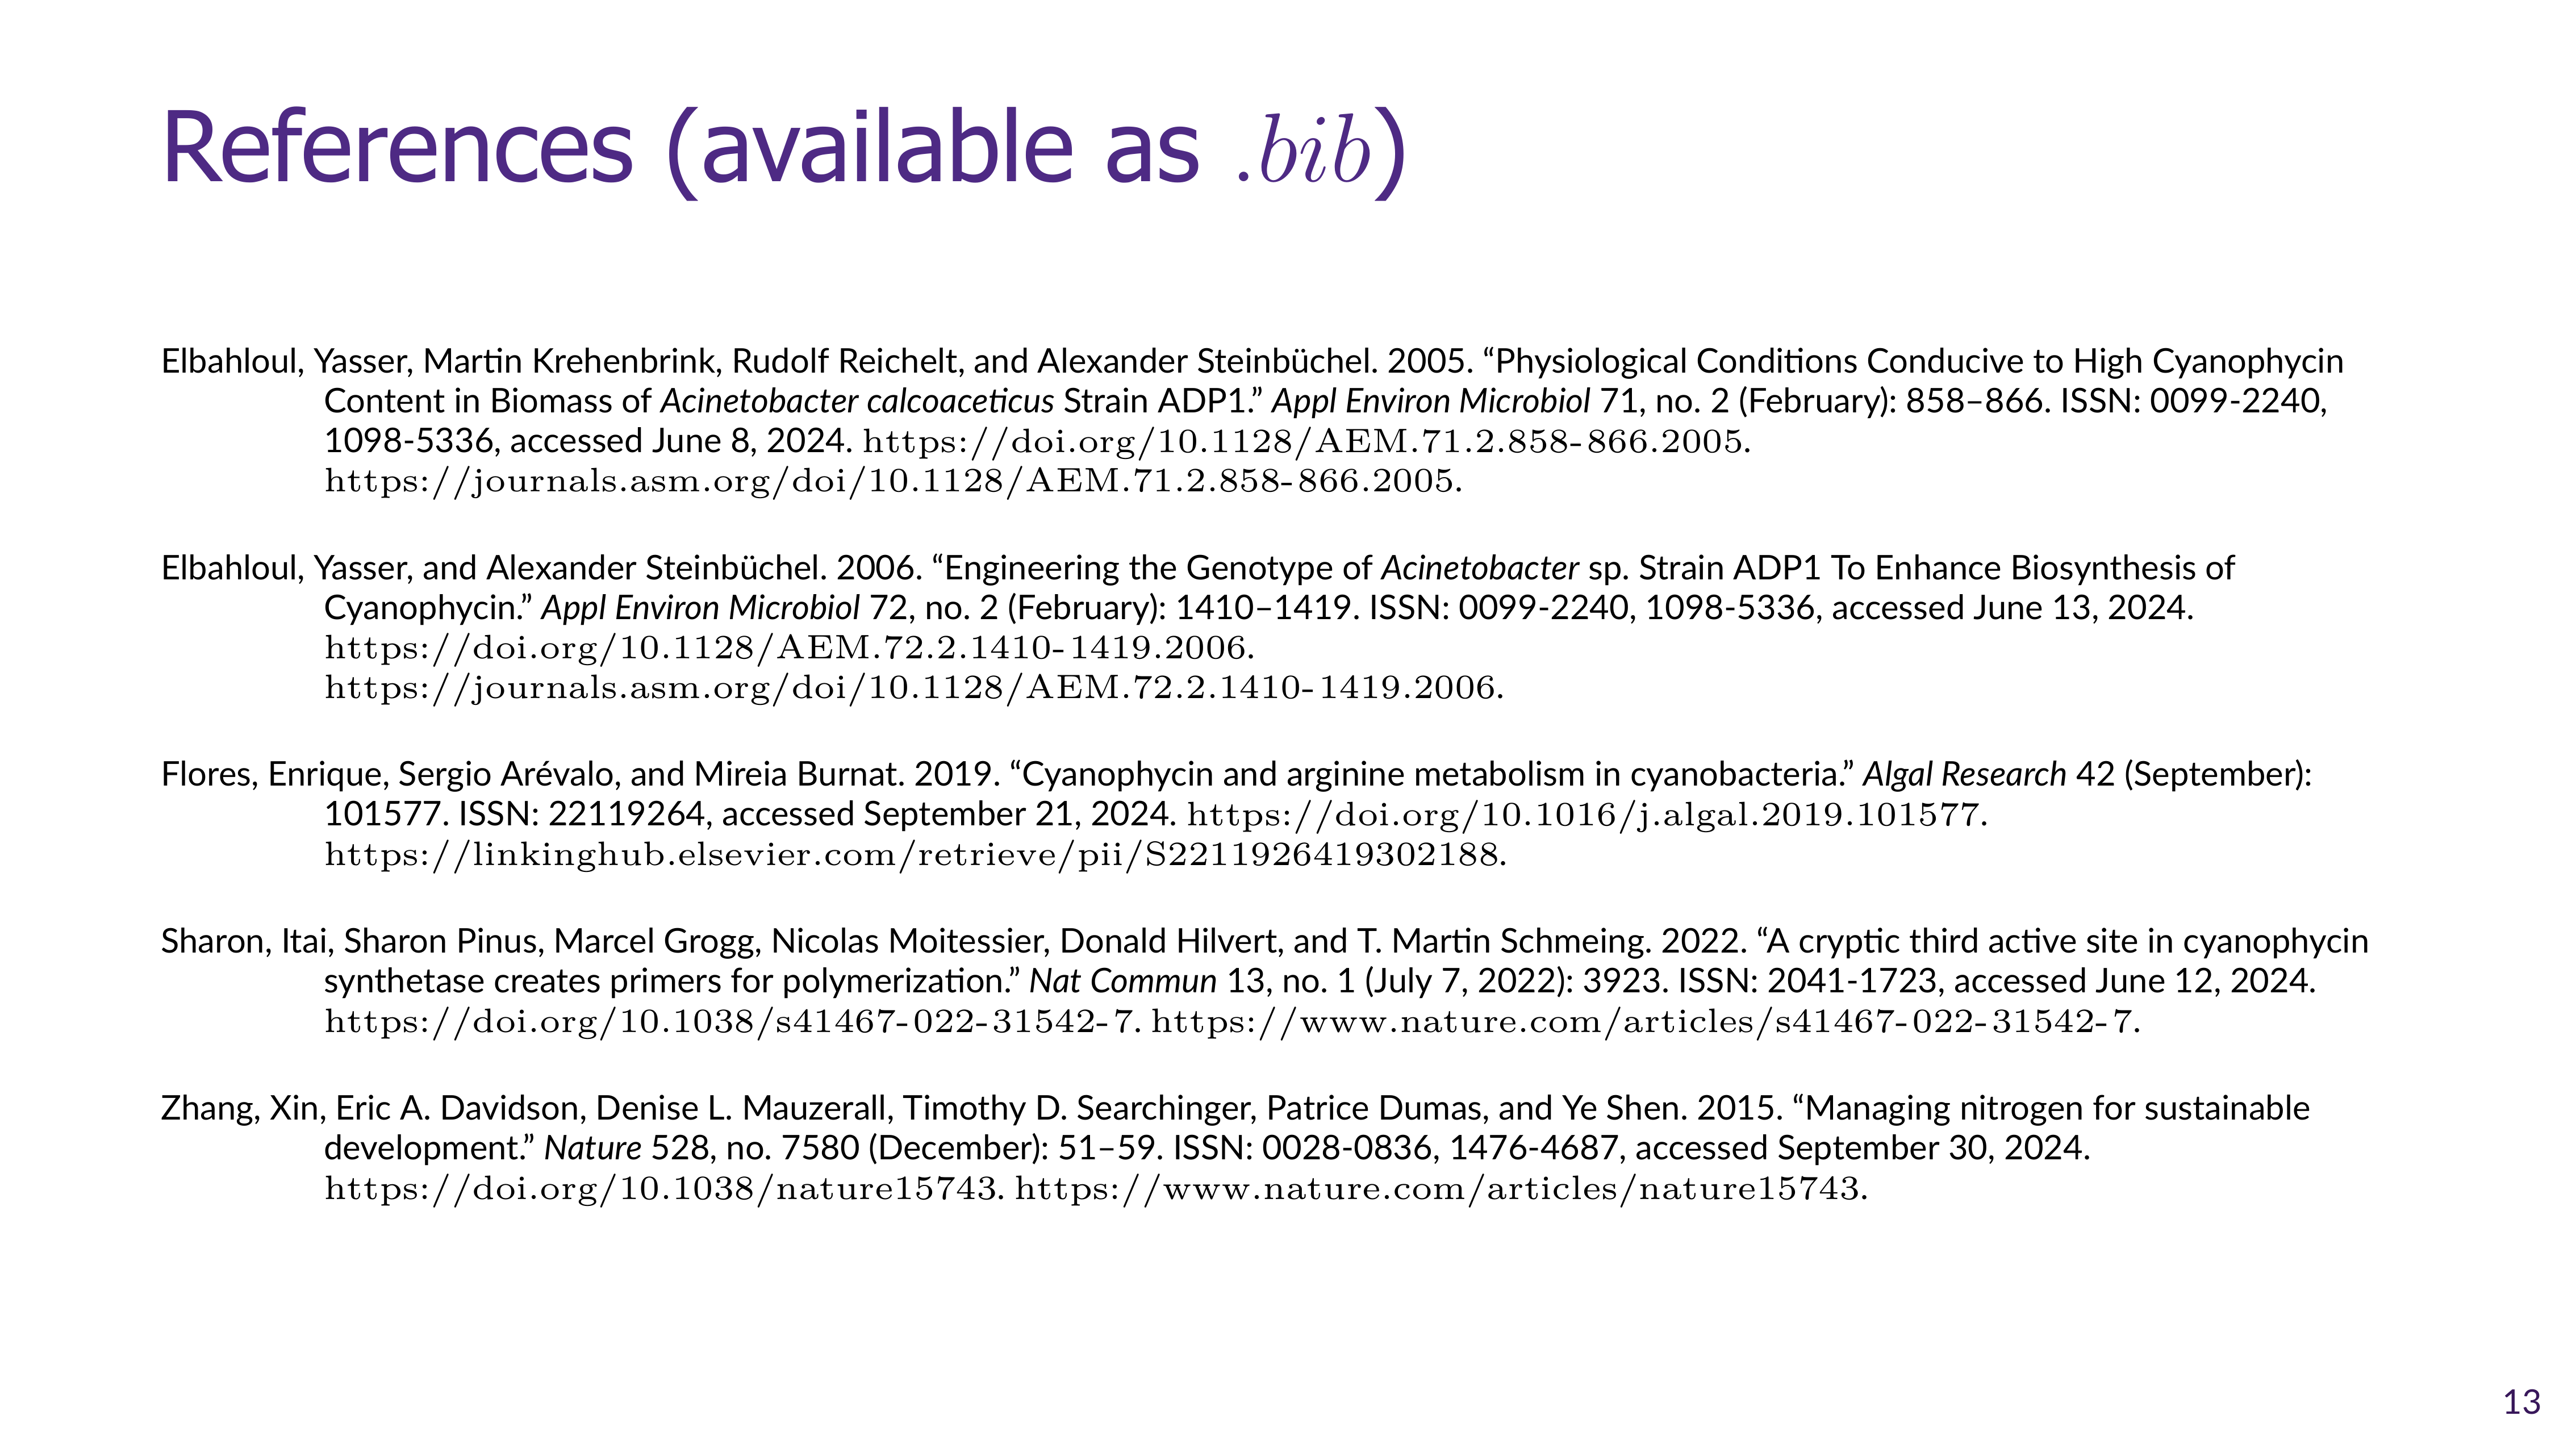 References (available as .bib)
Elbahloul, Yasser, Martin Krehenbrink, Rudolf Reichelt, and Alexander Steinbüchel. 2005. “Physiological Conditions Conducive to High Cyanophycin
Content in Biomass of Acinetobacter calcoaceticus Strain ADP1.” Appl Environ Microbiol 71, no. 2 (February): 858–866. ISSN: 0099-2240,
1098-5336, accessed June 8, 2024. https://doi.org/10.1128/AEM.71.2.858-866.2005.
https://journals.asm.org/doi/10.1128/AEM.71.2.858-866.2005.
Elbahloul, Yasser, and Alexander Steinbüchel. 2006. “Engineering the Genotype of Acinetobacter sp. Strain ADP1 To Enhance Biosynthesis of
Cyanophycin.” Appl Environ Microbiol 72, no. 2 (February): 1410–1419. ISSN: 0099-2240, 1098-5336, accessed June 13, 2024.
https://doi.org/10.1128/AEM.72.2.1410-1419.2006.
https://journals.asm.org/doi/10.1128/AEM.72.2.1410-1419.2006.
Flores, Enrique, Sergio Arévalo, and Mireia Burnat. 2019. “Cyanophycin and arginine metabolism in cyanobacteria.” Algal Research 42 (September):
101577. ISSN: 22119264, accessed September 21, 2024. https://doi.org/10.1016/j.algal.2019.101577.
https://linkinghub.elsevier.com/retrieve/pii/S2211926419302188.
Sharon, Itai, Sharon Pinus, Marcel Grogg, Nicolas Moitessier, Donald Hilvert, and T. Martin Schmeing. 2022. “A cryptic third active site in cyanophycin
synthetase creates primers for polymerization.” Nat Commun 13, no. 1 (July 7, 2022): 3923. ISSN: 2041-1723, accessed June 12, 2024.
https://doi.org/10.1038/s41467-022-31542-7. https://www.nature.com/articles/s41467-022-31542-7.
Zhang, Xin, Eric A. Davidson, Denise L. Mauzerall, Timothy D. Searchinger, Patrice Dumas, and Ye Shen. 2015. “Managing nitrogen for sustainable
development.” Nature 528, no. 7580 (December): 51–59. ISSN: 0028-0836, 1476-4687, accessed September 30, 2024.
https://doi.org/10.1038/nature15743. https://www.nature.com/articles/nature15743.
13